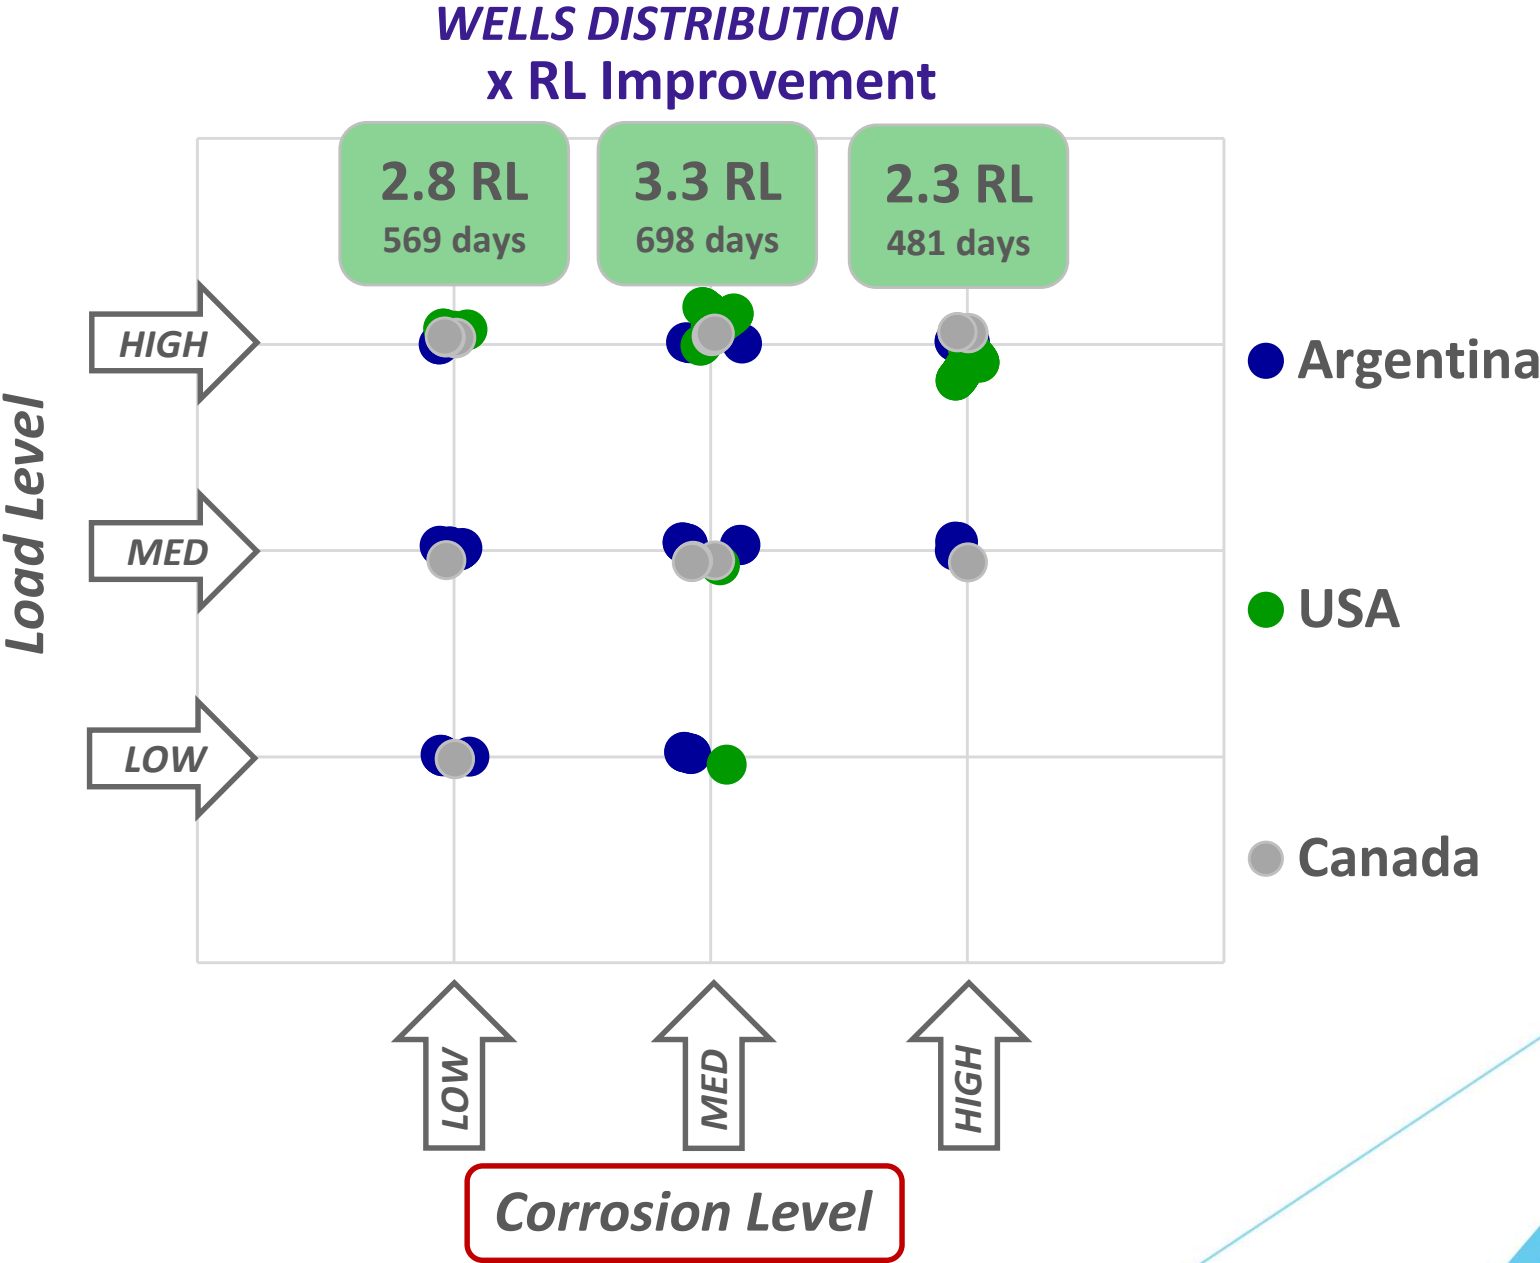 WELLS DISTRIBUTION
x RL Improvement
2.8 RL
569 days
3.3 RL
698 days
2.3 RL
481 days
Load Level
HIGH
MED
LOW
Argentina
USA
Canada
LOW
MED
HIGH
Corrosion Level